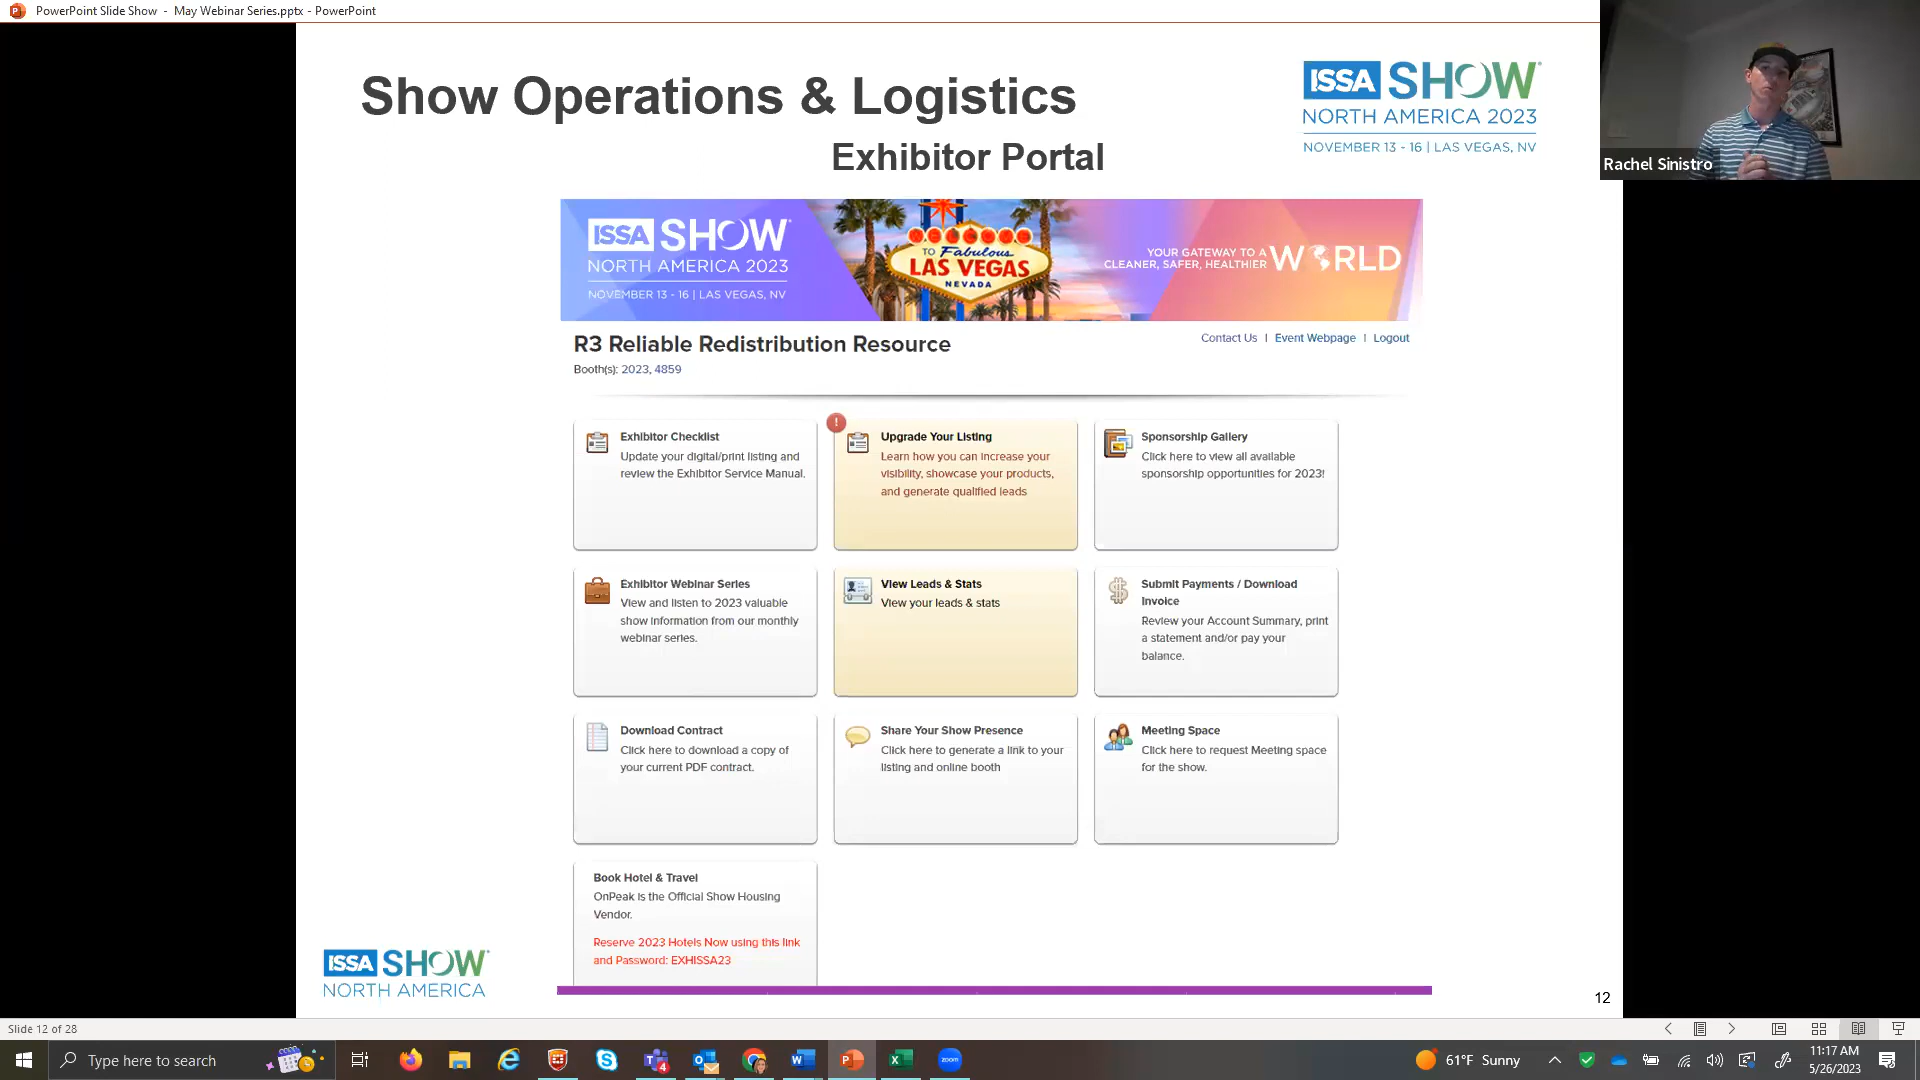 PowerPoint Slide Show - May Webinar Series.pptx - PowerPoint
Show Operations & Logistics
Exhibitor Portal
ISSA SHOW
NORTH AMERICA 2023
NOVEMBER 13 - 16 | LAS VEGAS, NV
Rachel Sinistro
ISSA SHOW
NORTH AMERICA 2023
NOVEMBER 13 - 16 | LAS VEGAS, NV
TO Fabulous
LAS VEGAS
NEVADA
YOUR GATEWAY TO A
CLEANER, SAFER, HEALTHIER WORLD
R3 Reliable Redistribution Resource
Contact Us | Event Webpage | Logout
Booth(s): 2023, 4859
Exhibitor Checklist
Update your digital/print listing and
review the Exhibitor Service Manual.
!
Upgrade Your Listing
Learn how you can increase your
visibility, showcase your products,
and generate qualified leads
Sponsorship Gallery
Click here to view all available
sponsorship opportunities for 2023!
Exhibitor Webinar Series
View and listen to 2023 valuable
show information from our monthly
webinar series.
View Leads & Stats
View your leads & stats
Submit Payments / Download
Invoice
Review your Account Summary, print
a statement and/or pay your
balance.
Download Contract
Click here to download a copy of
your current PDF contract.
Share Your Show Presence
Click here to generate a link to your
listing and online booth
Meeting Space
Click here to request Meeting space
for the show.
Book Hotel & Travel
OnPeak is the Official Show Housing
Vendor.
Reserve 2023 Hotels Now using this link
and Password: EXHISSA23
ISSA SHOW
NORTH AMERICA
12
Slide 12 of 28
Type here to search
4
zoom
61°F Sunny
11:17 AM
5/26/2023